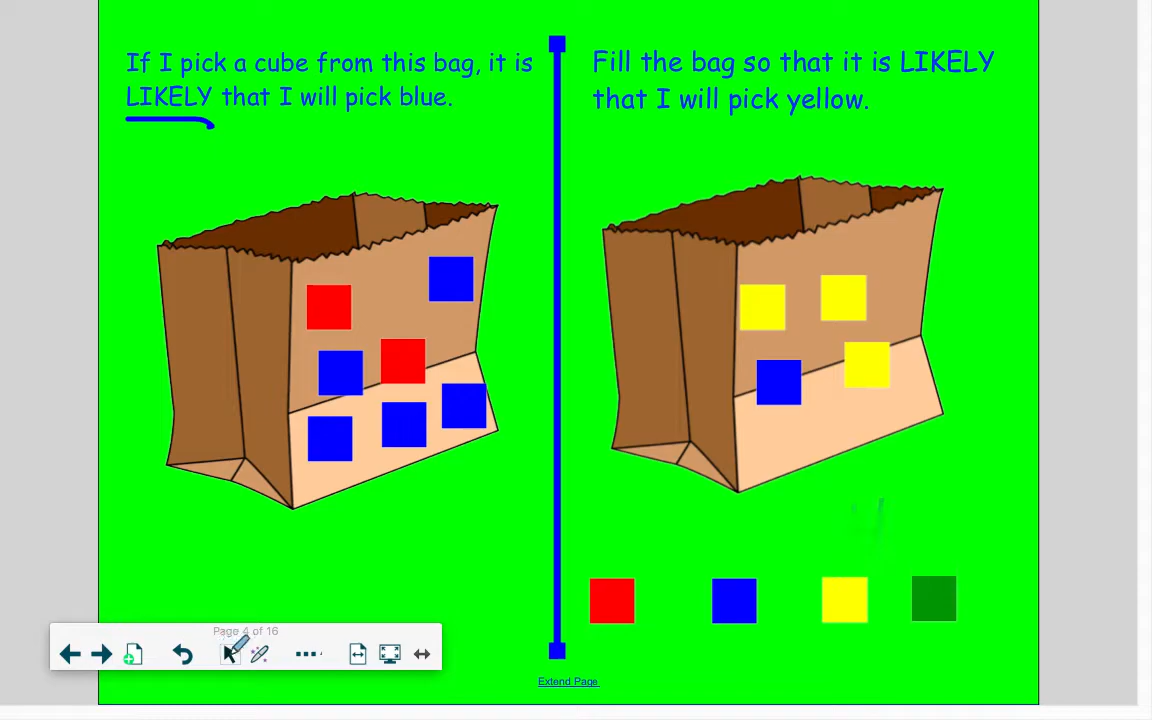 If I pick a cube from this bag, it is
LIKELY that I will pick blue.
Fill the bag so that it is LIKELY
that I will pick yellow.
Page 4 of 16
Extend Page